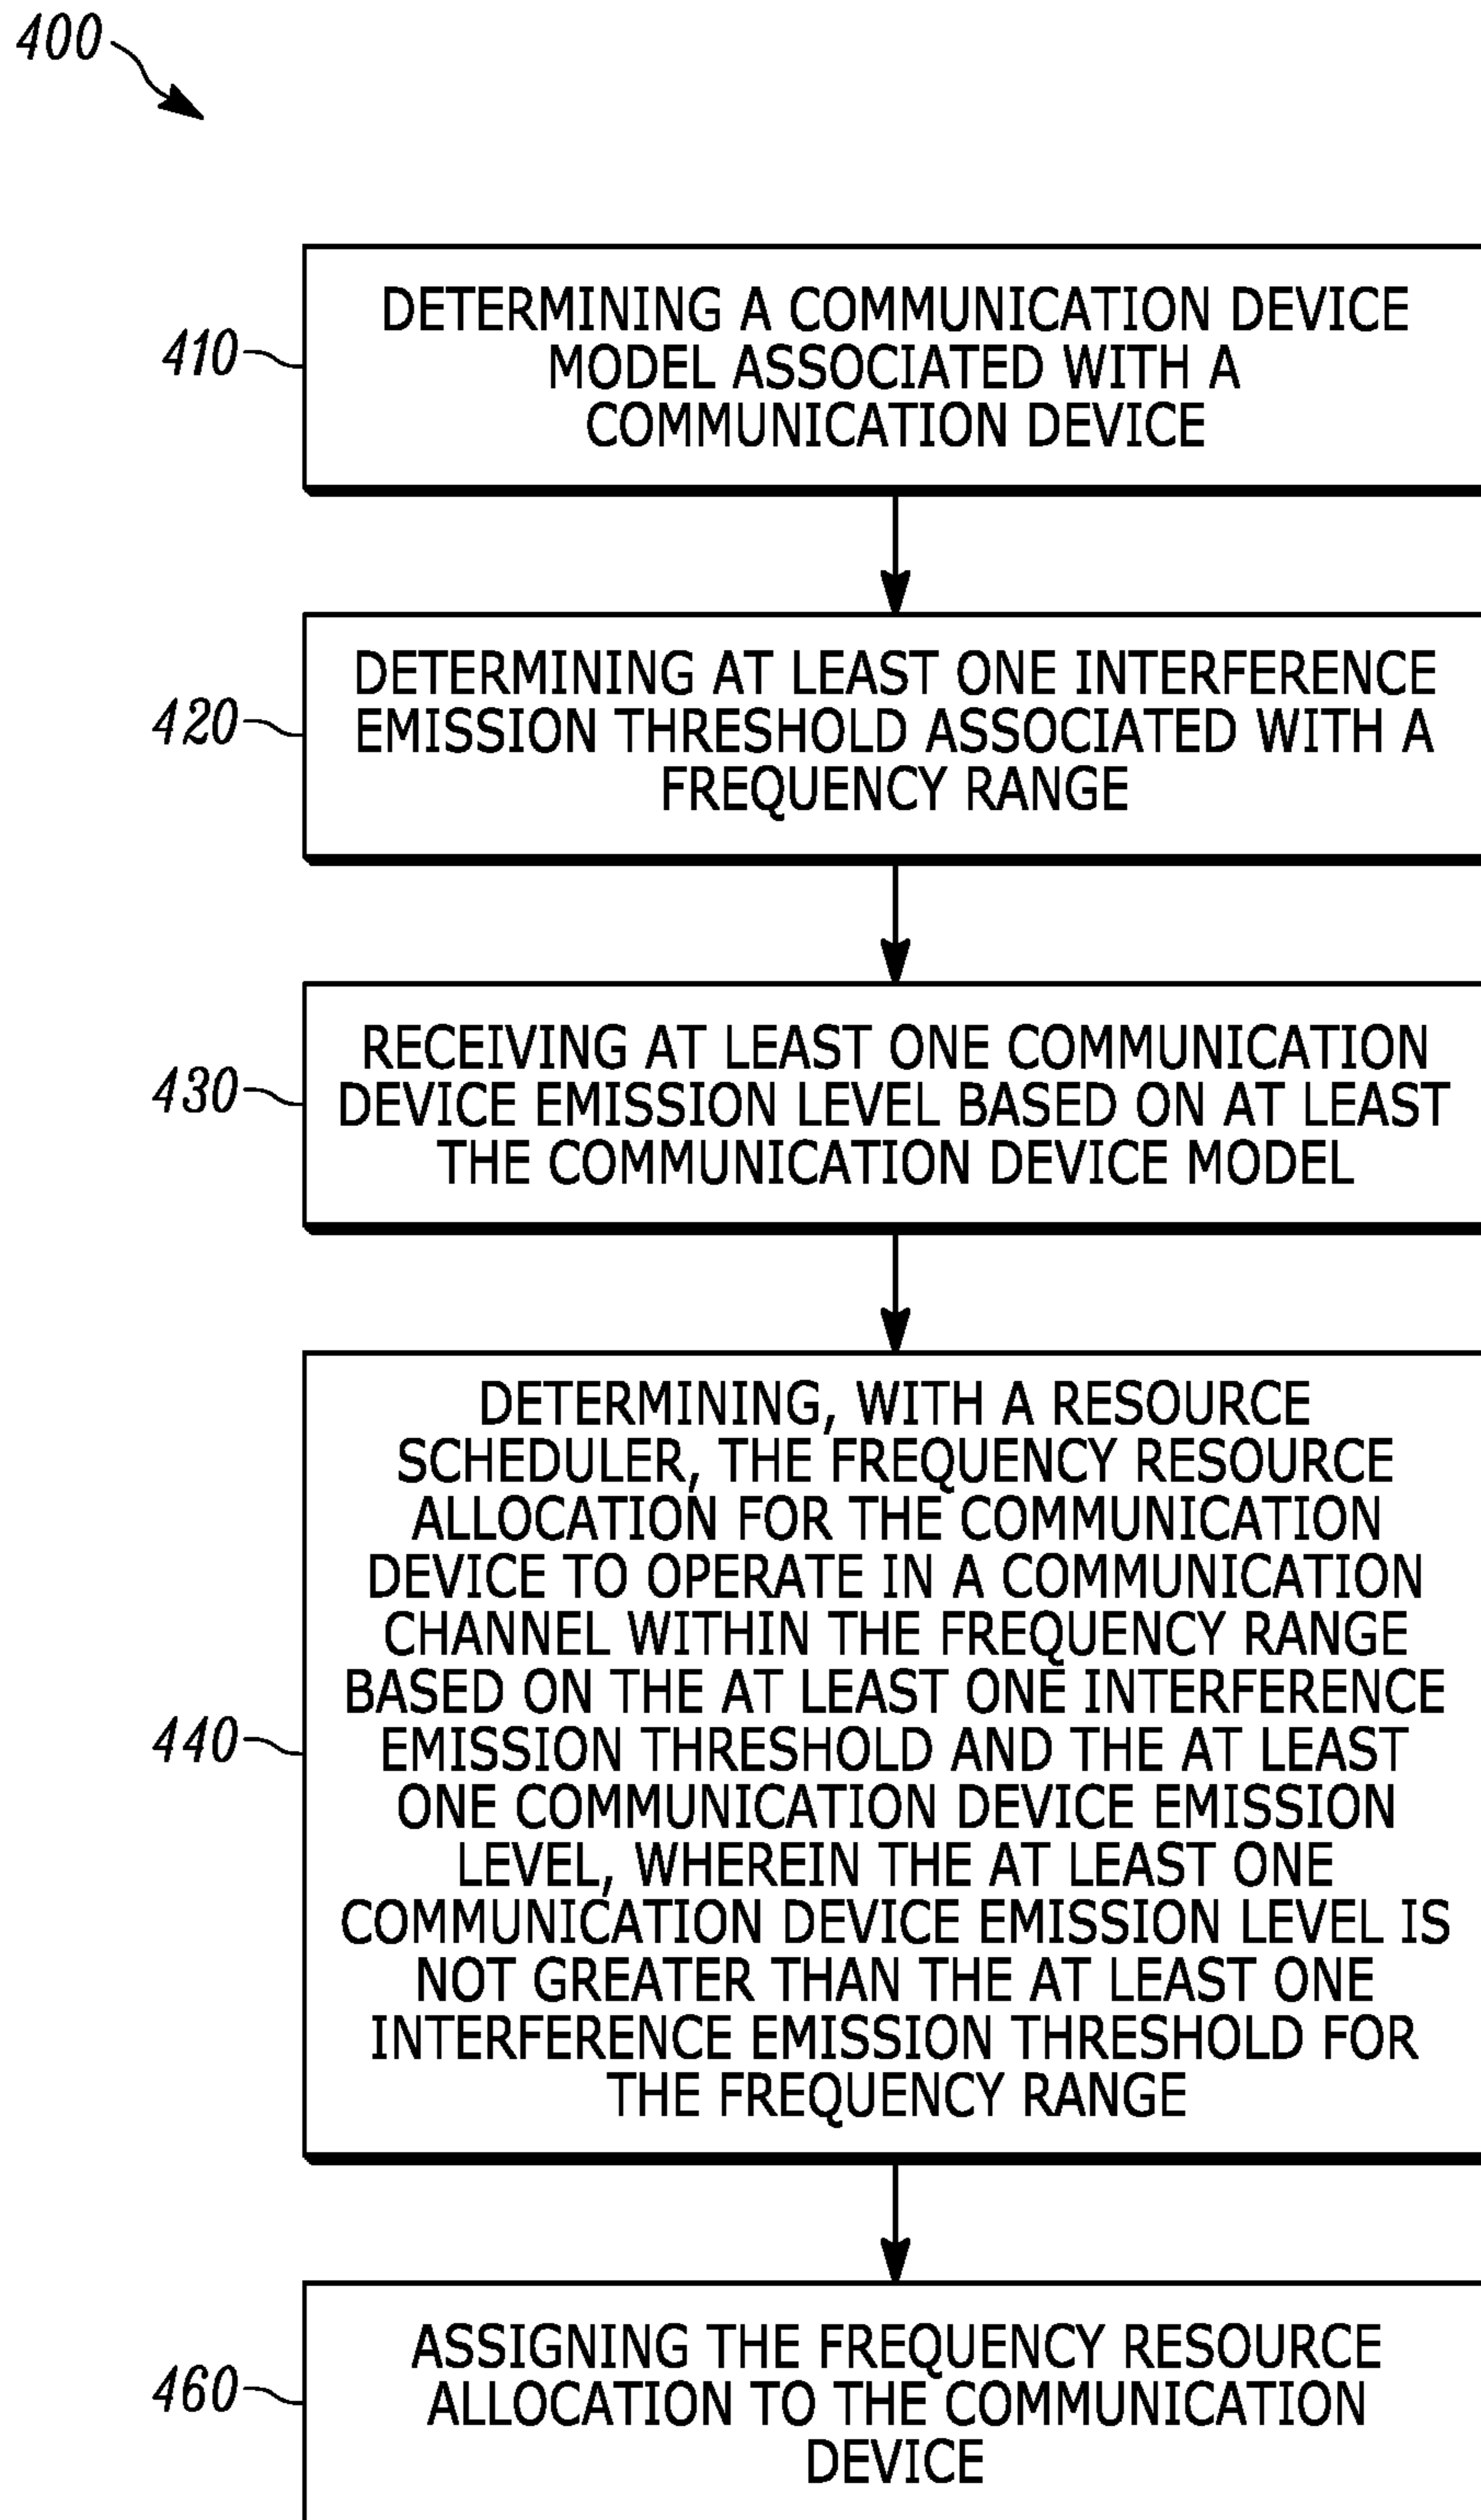 400
410
DETERMINING A COMMUNICATION DEVICE
MODEL ASSOCIATED WITH A
COMMUNICATION DEVICE
420
DETERMINING AT LEAST ONE INTERFERENCE
EMISSION THRESHOLD ASSOCIATED WITH A
FREQUENCY RANGE
430
RECEIVING AT LEAST ONE COMMUNICATION
DEVICE EMISSION LEVEL BASED ON AT LEAST
THE COMMUNICATION DEVICE MODEL
440
DETERMINING, WITH A RESOURCE
SCHEDULER, THE FREQUENCY RESOURCE
ALLOCATION FOR THE COMMUNICATION
DEVICE TO OPERATE IN A COMMUNICATION
CHANNEL WITHIN THE FREQUENCY RANGE
BASED ON THE AT LEAST ONE INTERFERENCE
EMISSION THRESHOLD AND THE AT LEAST
ONE COMMUNICATION DEVICE EMISSION
LEVEL, WHEREIN THE AT LEAST ONE
COMMUNICATION DEVICE EMISSION LEVEL IS
NOT GREATER THAN THE AT LEAST ONE
INTERFERENCE EMISSION THRESHOLD FOR
THE FREQUENCY RANGE
460
ASSIGNING THE FREQUENCY RESOURCE
ALLOCATION TO THE COMMUNICATION
DEVICE